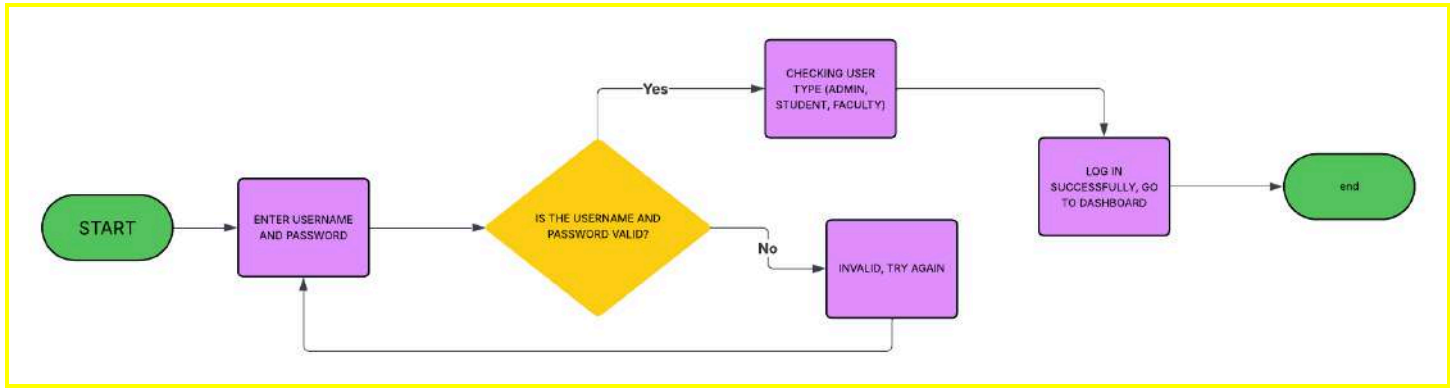 START
ENTER USERNAME
AND PASSWORD
IS THE USERNAME AND
PASSWORD VALID?
Yes
CHECKING USER
TYPE (ADMIN,
STUDENT, FACULTY)
No
INVALID, TRY AGAIN
LOG IN
SUCCESSFULLY, GO
TO DASHBOARD
end